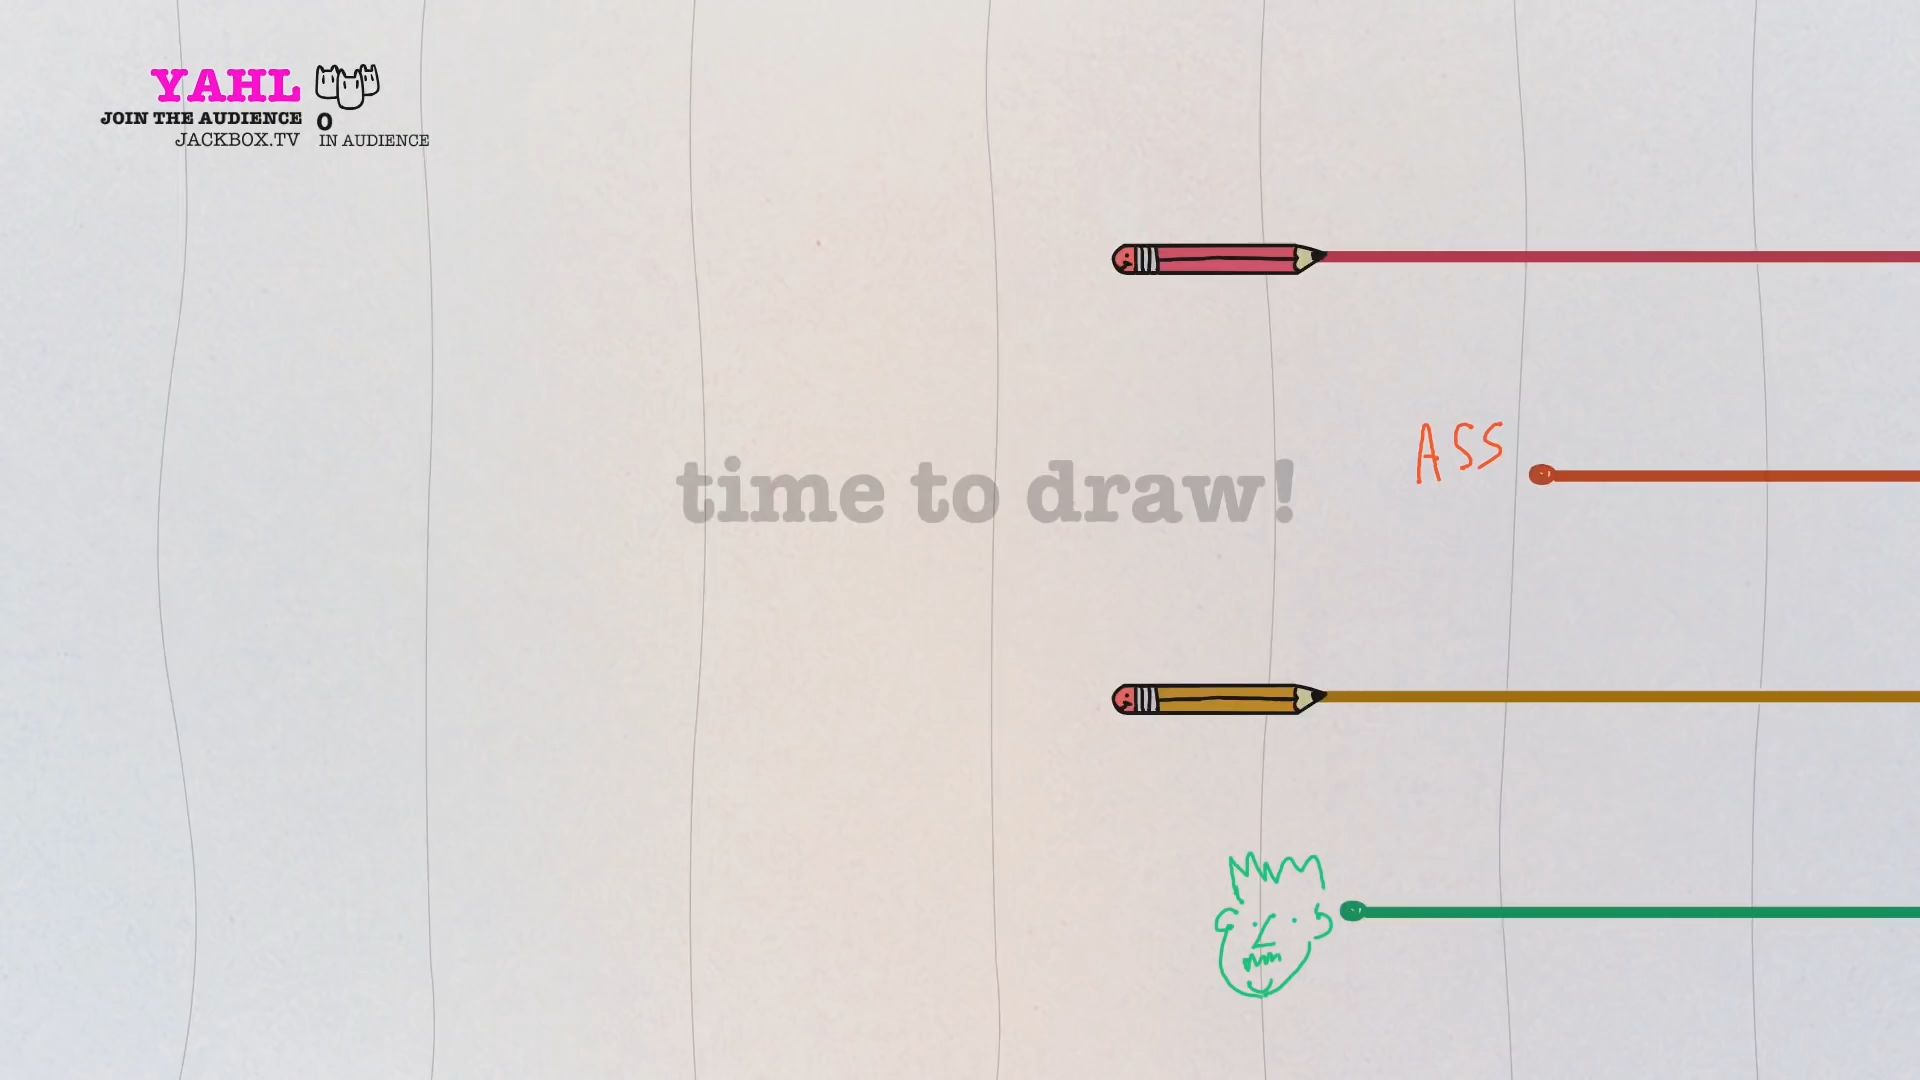 YAHL
JOIN THE AUDIENCE
JACKBOX.TV
0
IN AUDIENCE
ASS
time to draw!